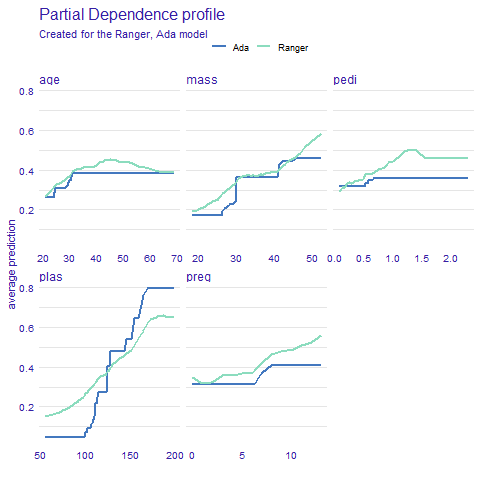 Partial Dependence profile
Created for the Ranger, Ada model
Ada Ranger
age mass pedi
0.8
0.6
0.4
0.2
20 30 40 50 60 70 20 30 40 50 0.0 0.5 1.0 1.5 2.0
plas preg
0.8
0.6
0.4
0.2
50 100 150 200 0 5 10
average prediction